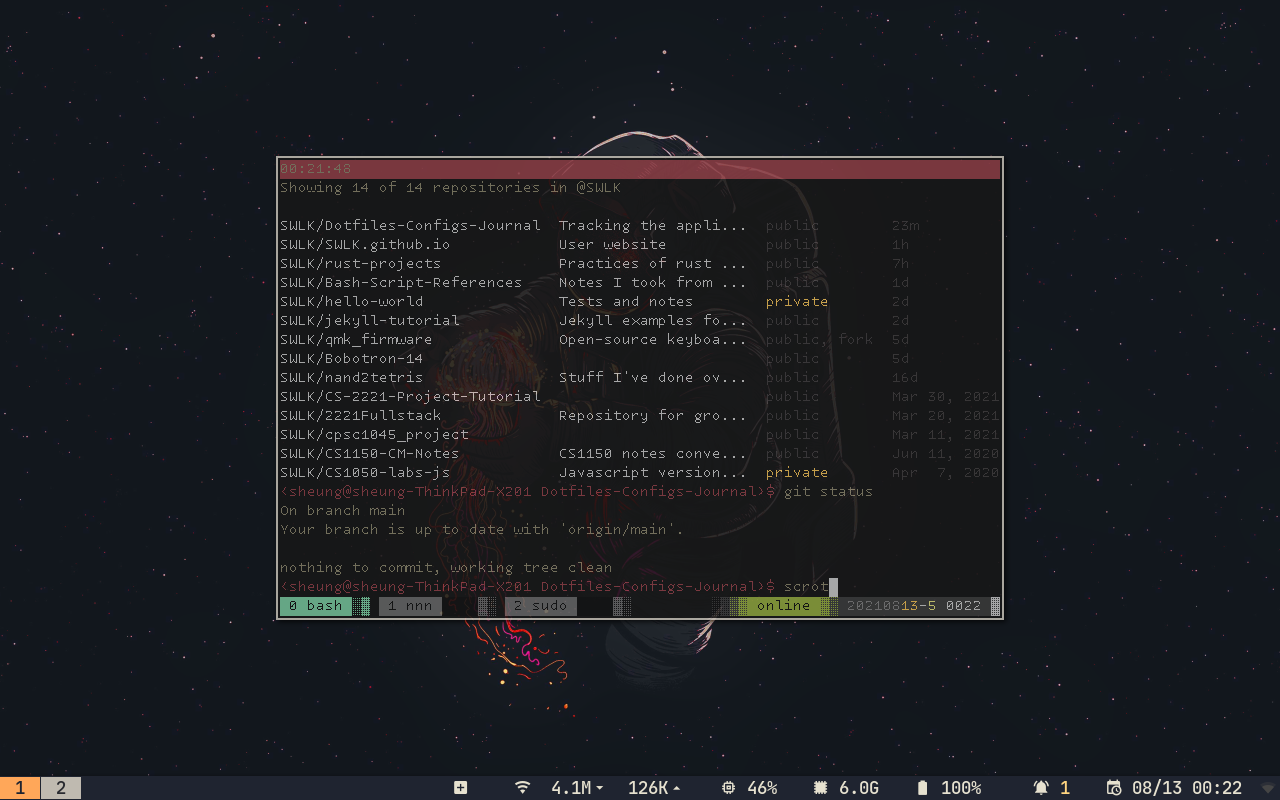 00:21:48
Showing 14 of 14 repositories in @SWLK
SWLK/Dotfiles-Configs-Journal Tracking the appli... public 23m
SWLK/SWLK.github.io User website public 1h
SWLK/rust-projects Practices of rust ... public 7h
SWLK/Bash-Script-References Notes I took from ... public 1d
SWLK/hello-world Tests and notes private 2d
SWLK/jekyll-tutorial Jekyll examples fo... public 2d
SWLK/qmk_firmware Open-source keyboa... public, fork 5d
SWLK/Bobotron-14 public 5d
SWLK/nand2tetris Stuff I've done ov... public 16d
SWLK/CS-2221-Project-Tutorial public Mar 30, 2021
SWLK/2221Fullstack Repository for gro... public Mar 20, 2021
SWLK/cpsc1045_project public Mar 11, 2021
SWLK/CS1150-CM-Notes CS1150 notes conve... public Jun 11, 2020
SWLK/CS1050-labs-js Javascript version... private Apr 7, 2020
<sheung@sheung-ThinkPad-X201 Dotfiles-Configs-Journal>$ git status
On branch main
Your branch is up to date with 'origin/main'.
nothing to commit, working tree clean
<sheung@sheung-ThinkPad-X201 Dotfiles-Configs-Journal>$ scrot
0 bash 1 nnn 2 sudo online 20210813-5 0022
1 2 4.1M 126K 46% 6.0G 100% 1 08/13 00:22